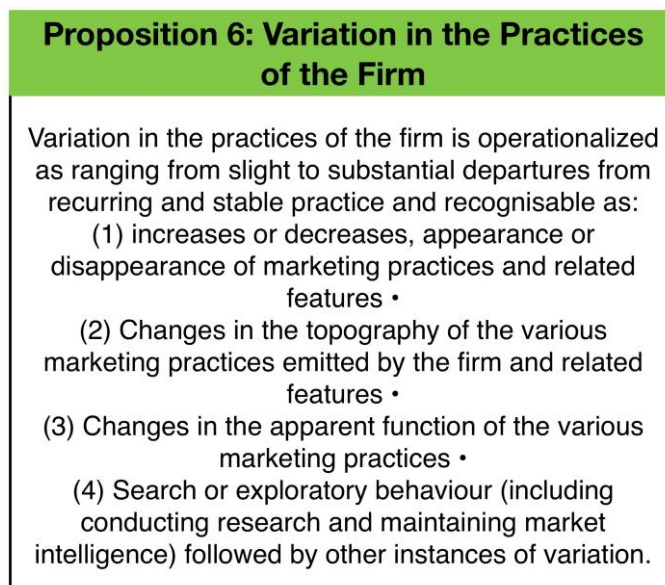 Proposition 6: Variation in the Practices
of the Firm
Variation in the practices of the firm is operationalized
as ranging from slight to substantial departures from
recurring and stable practice and recognisable as:
(1) increases or decreases, appearance or
disappearance of marketing practices and related
features •
(2) Changes in the topography of the various
marketing practices emitted by the firm and related
features •
(3) Changes in the apparent function of the various
marketing practices •
(4) Search or exploratory behaviour (including
conducting research and maintaining market
intelligence) followed by other instances of variation.